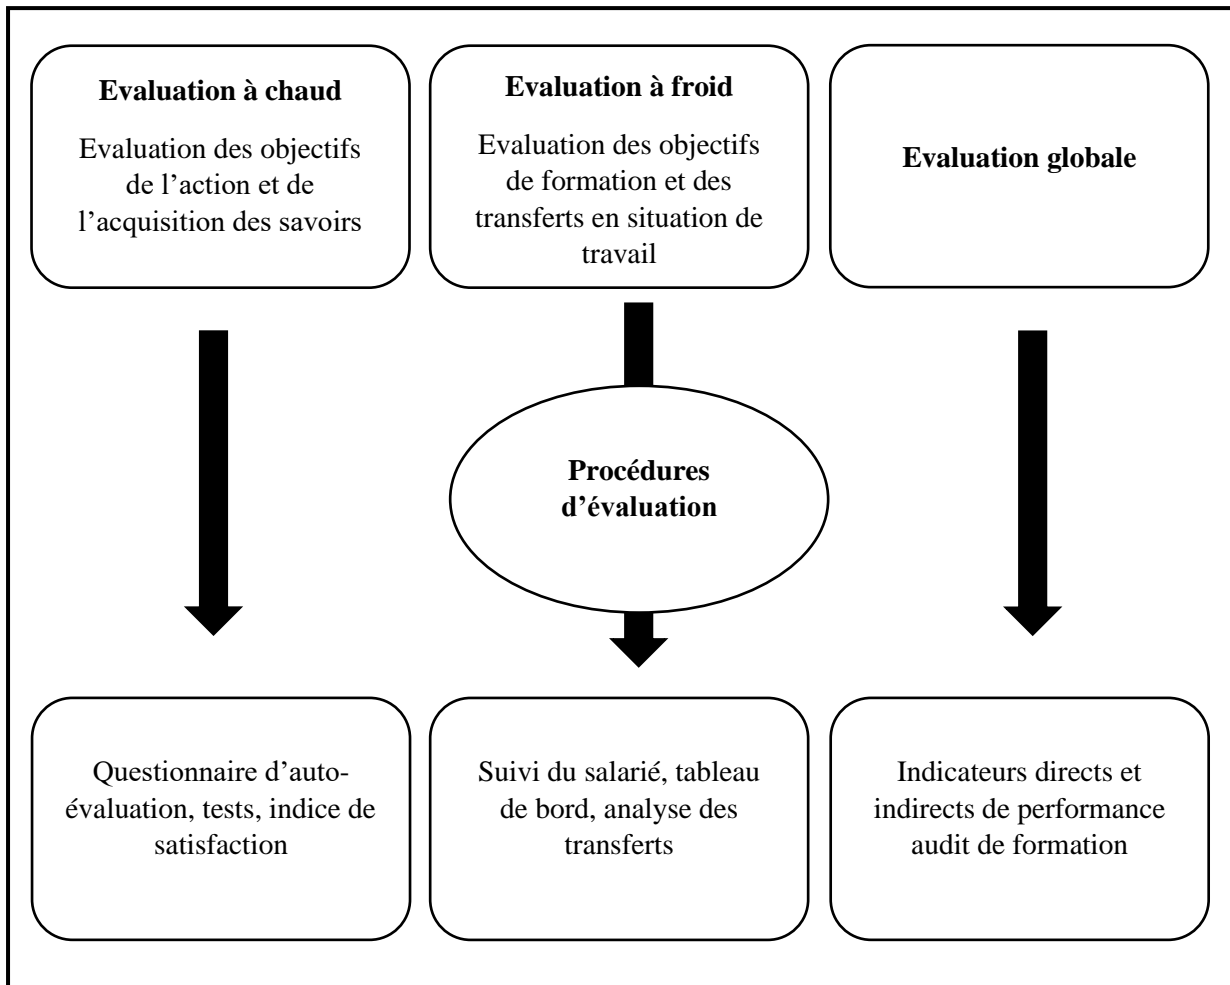 Evaluation à chaud
Evaluation des objectifs
de l’action et de
l’acquisition des savoirs
Evaluation à froid
Evaluation des objectifs
de formation et des
transferts en situation de
travail
Evaluation globale
Procédures
d’évaluation
Questionnaire d’auto-
évaluation, tests, indice de
satisfaction
Suivi du salarié, tableau
de bord, analyse des
transferts
Indicateurs directs et
indirects de performance
audit de formation